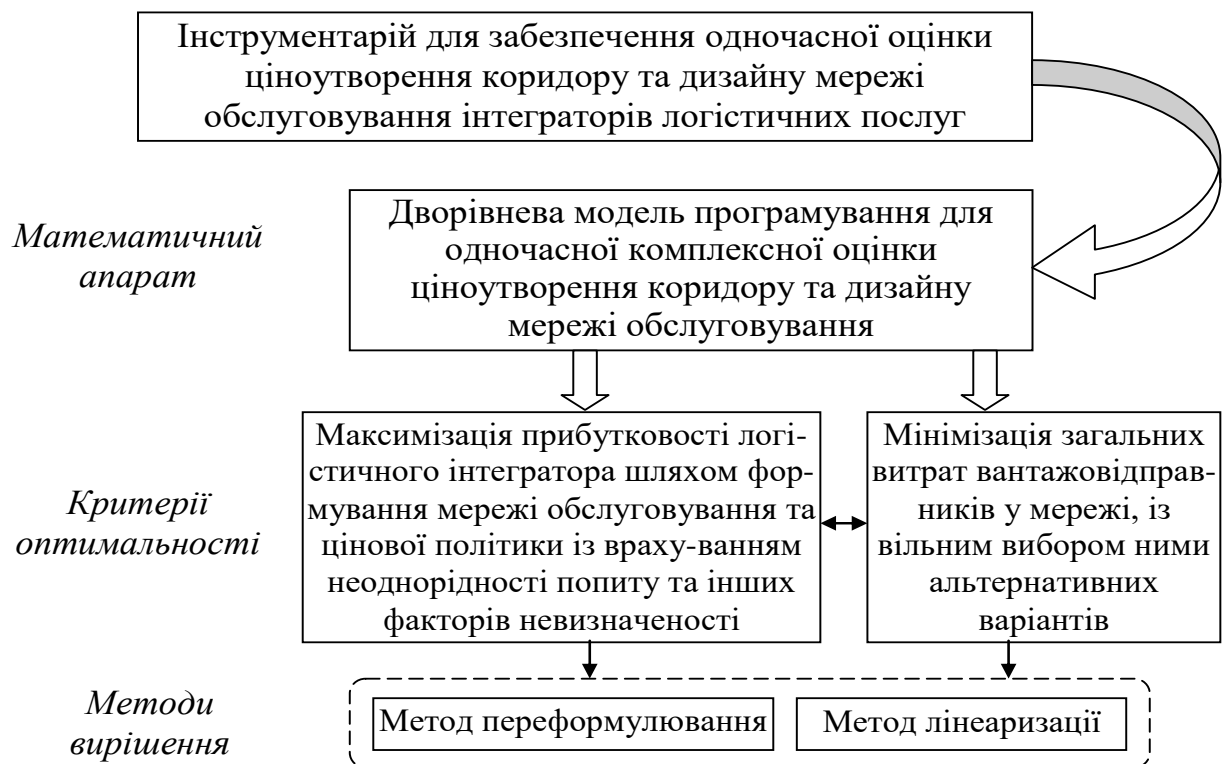 Інструментарій для забезпечення одночасної оцінки
ціноутворення коридору та дизайну мережі
обслуговування інтеграторів логістичних послуг
Математичний
апарат
Дворівнева модель програмування для
одночасної комплексної оцінки
ціноутворення коридору та дизайну
мережі обслуговування
Критерії
оптимальності
Максимізація прибутковості логі-
стичного інтегратора шляхом фор-
мування мережі обслуговування та
цінової політики із враху-ванням
неоднорідності попиту та інших
факторів невизначеності
Мінімізація загальних
витрат вантажовідправ-
ників у мережі, із
вільним вибором ними
альтернативних
варіантів
Методи
вирішення
Метод переформулювання
Метод лінеаризації